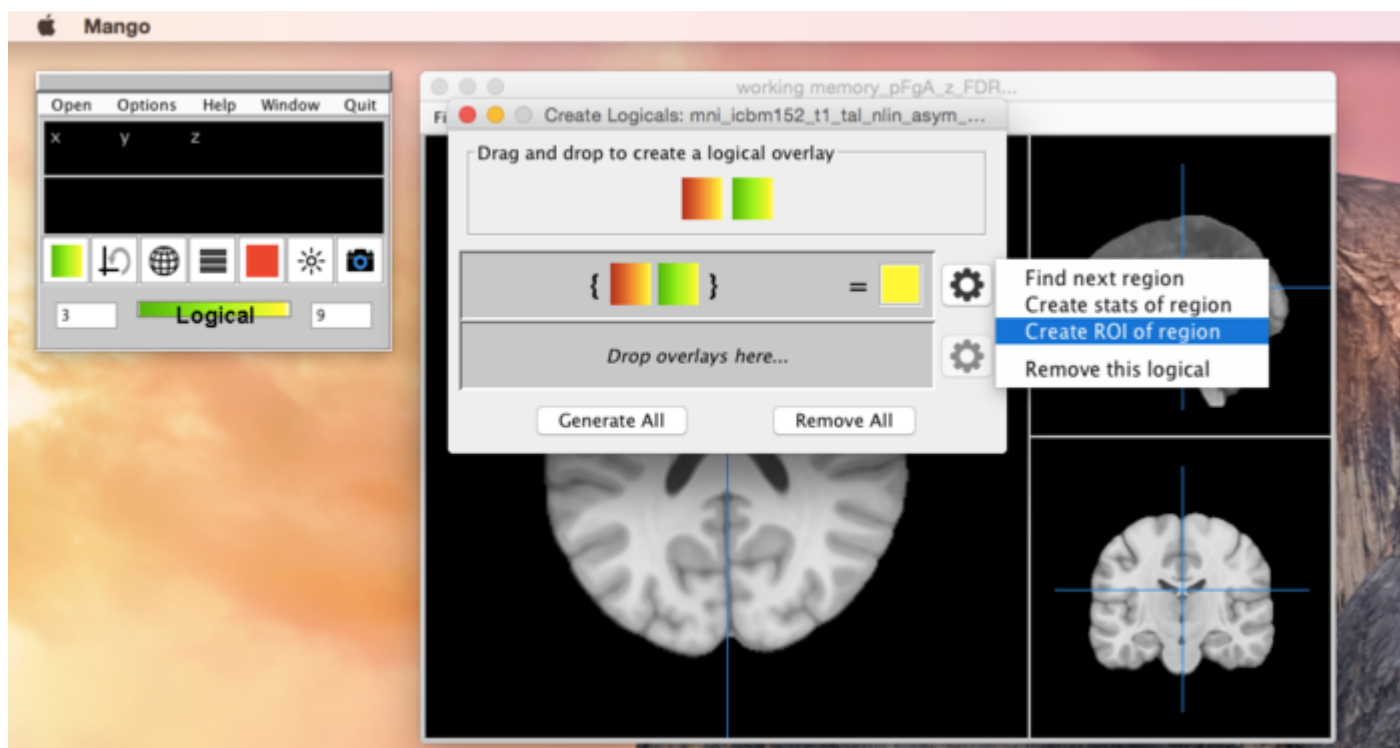 Mango
Open Options Help Window Quit
x y z
3 Logical 9
working memory_pFgA_z_FDR...
Fi
Create Logicals: mni_icbm152_t1_tal_nlin_asym_...
Drag and drop to create a logical overlay
{ } =
Drop overlays here...
Generate All Remove All
Find next region
Create stats of region
Create ROI of region
Remove this logical